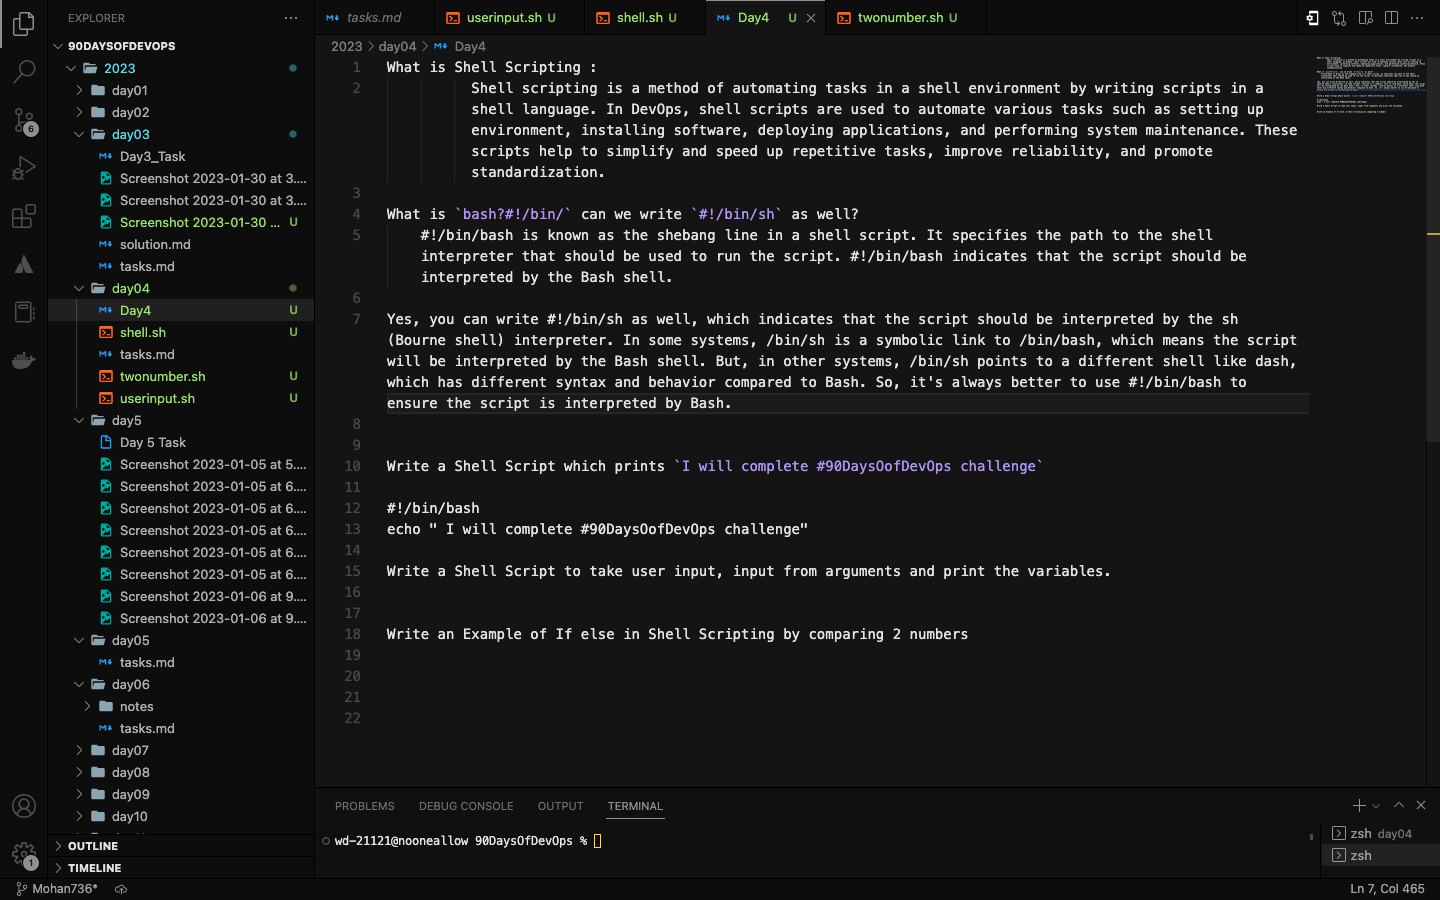 EXPLORER
90DAYSOFDEVOPS
2023
day01
day02
day03
Day3_Task
Screenshot 2023-01-30 at 3....
Screenshot 2023-01-30 at 3....
Screenshot 2023-01-30 ... U
solution.md
tasks.md
day04
Day4 U
shell.sh U
tasks.md
twonumber.sh U
userinput.sh U
day5
Day 5 Task
Screenshot 2023-01-05 at 5....
Screenshot 2023-01-05 at 6....
Screenshot 2023-01-05 at 6....
Screenshot 2023-01-05 at 6....
Screenshot 2023-01-05 at 6....
Screenshot 2023-01-05 at 6....
Screenshot 2023-01-06 at 9....
Screenshot 2023-01-06 at 9....
day05
tasks.md
day06
notes
tasks.md
day07
day08
day09
day10
OUTLINE
TIMELINE
6
1
tasks.md userinput.sh U shell.sh U Day4 U twonumber.sh U
2023 > day04 > Day4
1 What is Shell Scripting :
2 Shell scripting is a method of automating tasks in a shell environment by writing scripts in a
shell language. In DevOps, shell scripts are used to automate various tasks such as setting up
environment, installing software, deploying applications, and performing system maintenance. These
scripts help to simplify and speed up repetitive tasks, improve reliability, and promote
standardization.
3
4 What is `bash?#!/bin/` can we write `#!/bin/sh` as well?
5 #!/bin/bash is known as the shebang line in a shell script. It specifies the path to the shell
interpreter that should be used to run the script. #!/bin/bash indicates that the script should be
interpreted by the Bash shell.
6
7 Yes, you can write #!/bin/sh as well, which indicates that the script should be interpreted by the sh
(Bourne shell) interpreter. In some systems, /bin/sh is a symbolic link to /bin/bash, which means the script
will be interpreted by the Bash shell. But, in other systems, /bin/sh points to a different shell like dash,
which has different syntax and behavior compared to Bash. So, it's always better to use #!/bin/bash to
ensure the script is interpreted by Bash.
8
9
10 Write a Shell Script which prints `I will complete #90DaysOofDevOps challenge`
11
12 #!/bin/bash
13 echo " I will complete #90DaysOofDevOps challenge"
14
15 Write a Shell Script to take user input, input from arguments and print the variables.
16
17
18 Write an Example of If else in Shell Scripting by comparing 2 numbers
19
20
21
22
PROBLEMS DEBUG CONSOLE OUTPUT TERMINAL
wd-21121@nooneallow 90DaysOfDevOps %
zsh day04
zsh
Mohan736*
Ln 7, Col 465